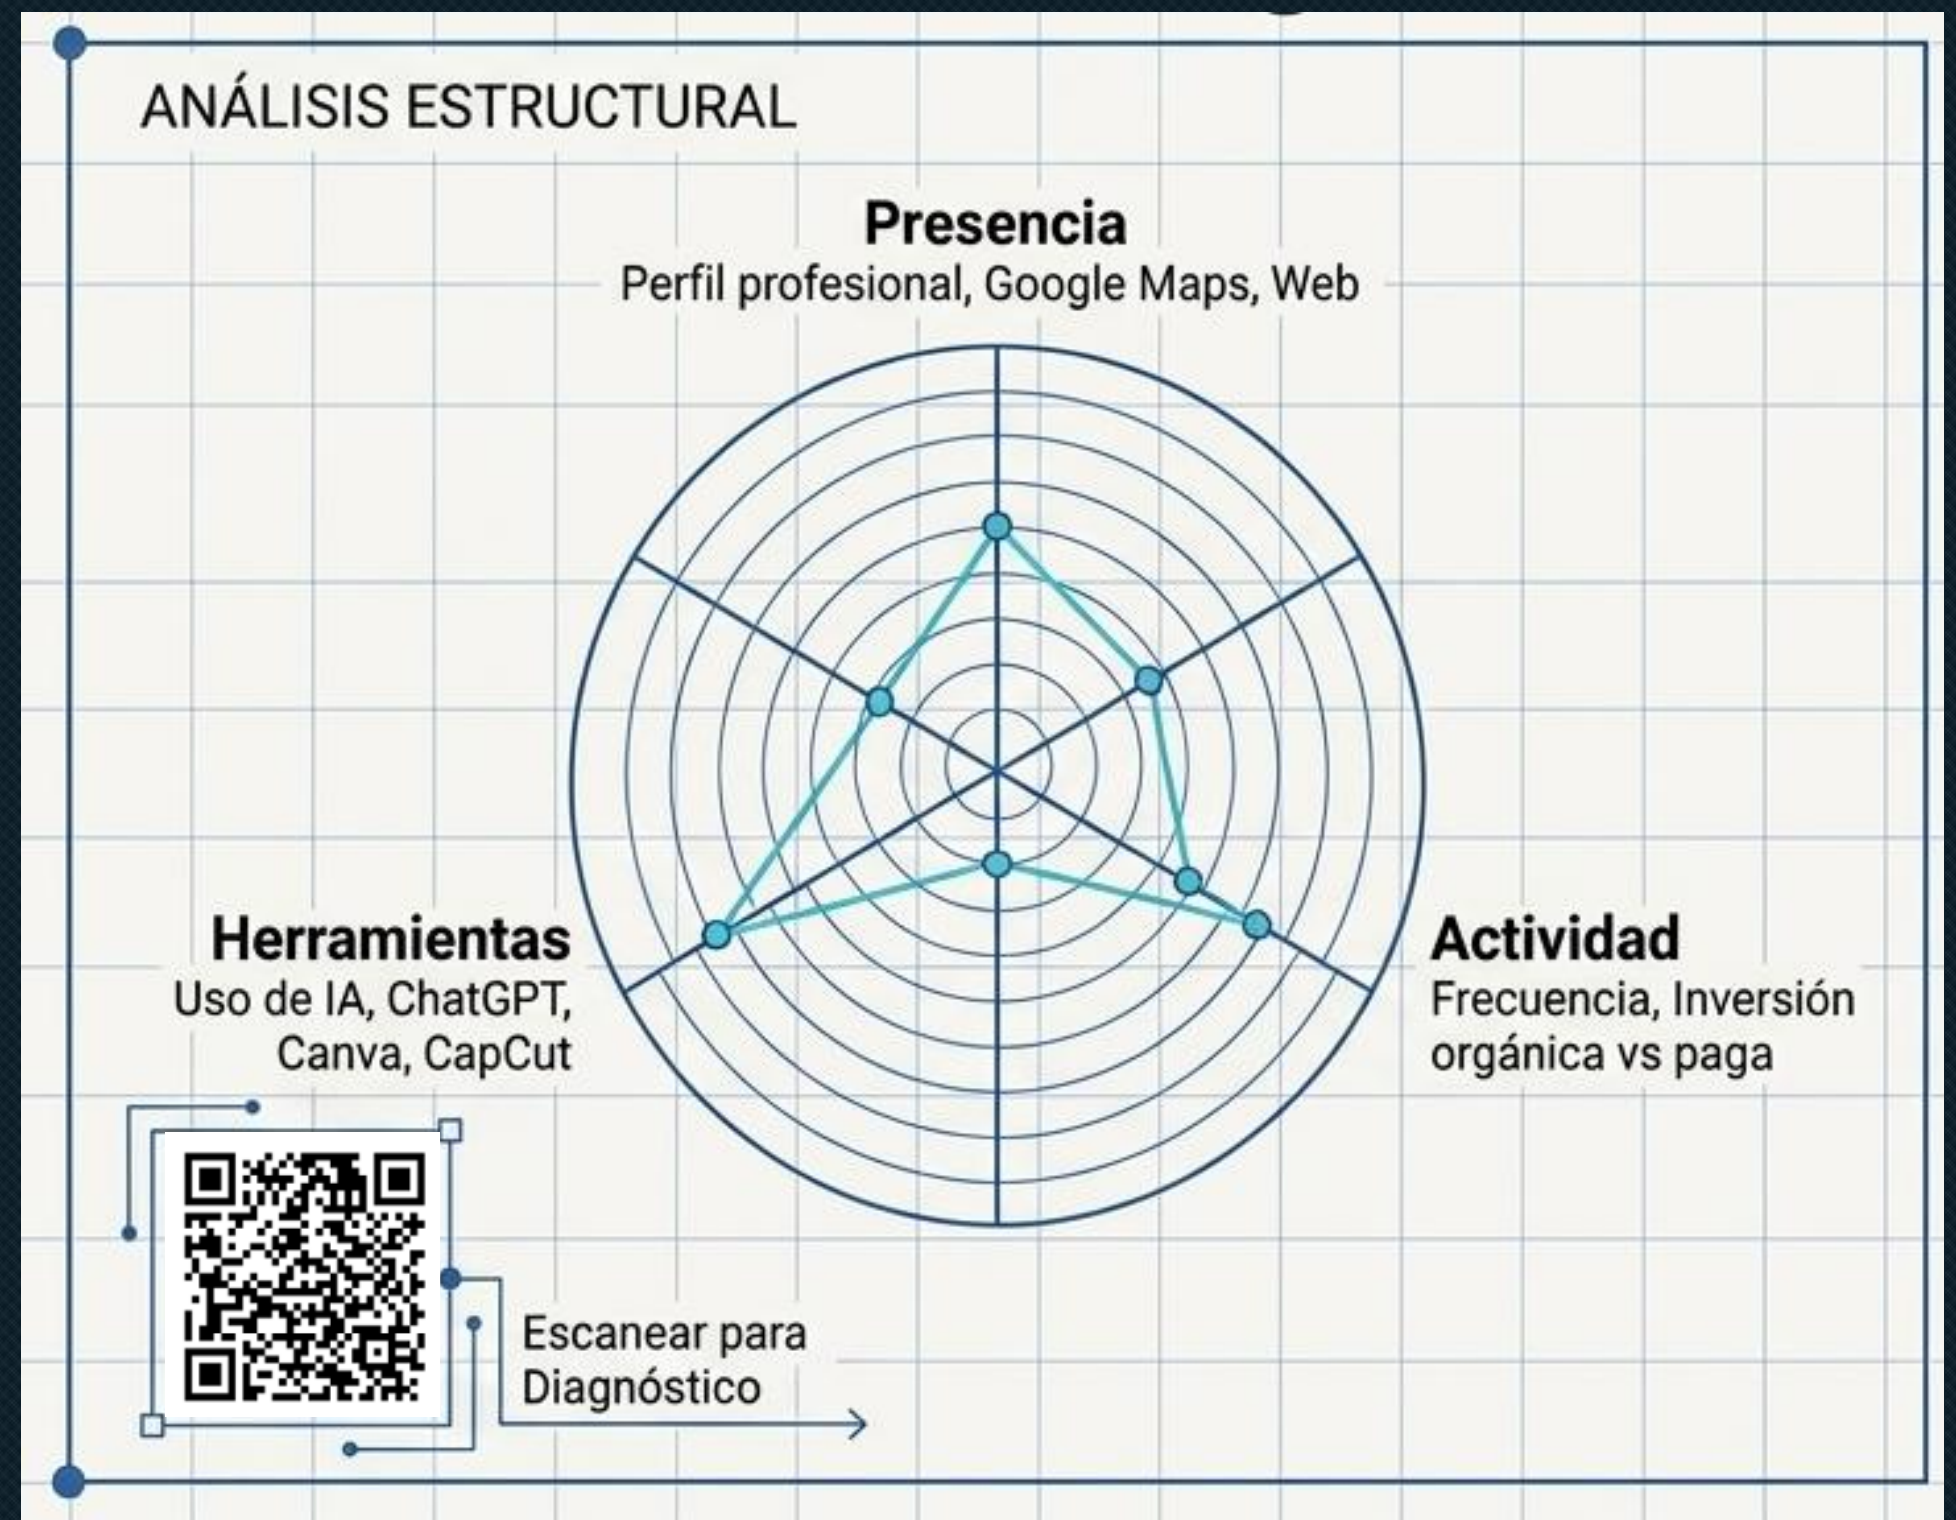 ANÁLISIS ESTRUCTURAL
Presencia
Perfil profesional, Google Maps, Web
Herramientas
Uso de IA, ChatGPT,
Canva, CapCut
Actividad
Frecuencia, Inversión
orgánica vs paga
Escanear para
Diagnóstico